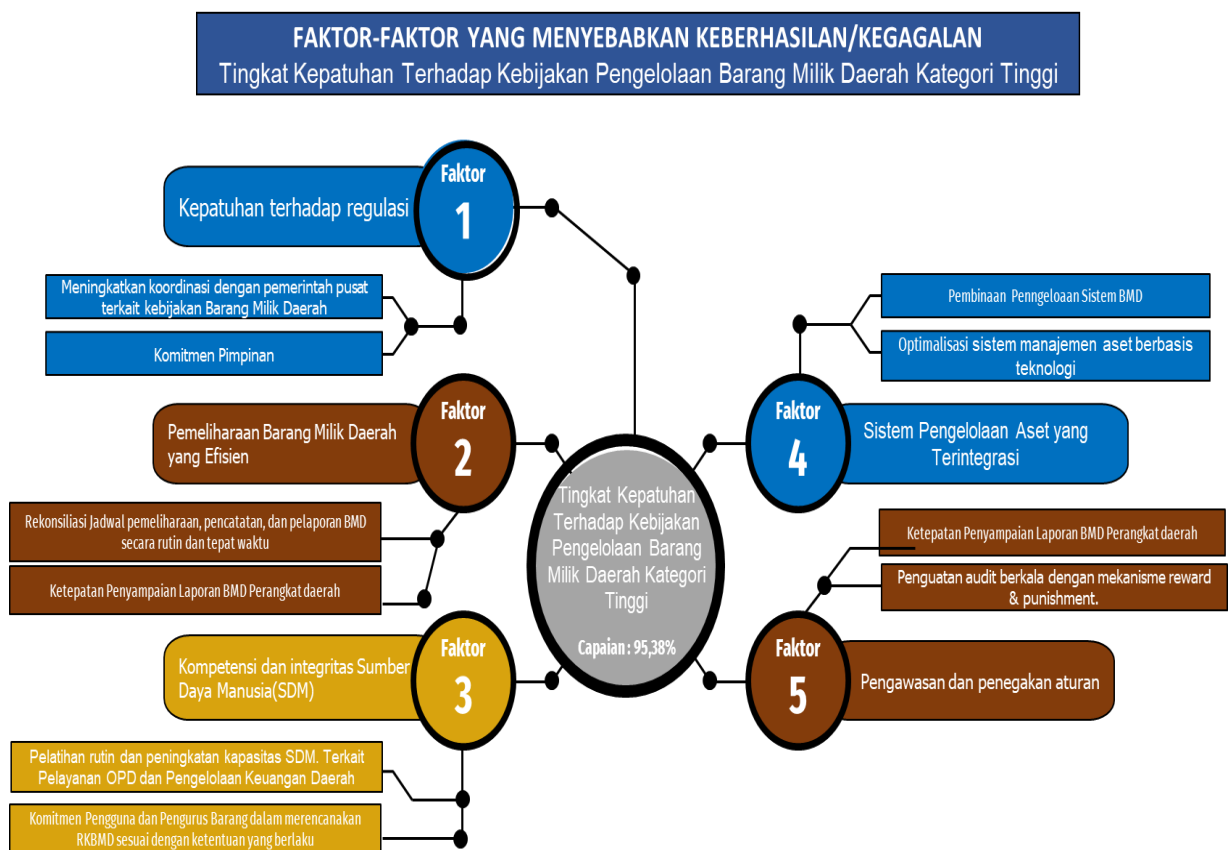 FAKTOR-FAKTOR YANG MENYEBABKAN KEBERHASILAN/KEGAGALAN
Tingkat Kepatuhan Terhadap Kebijakan Pengelolaan Barang Milik Daerah Kategori Tinggi
Faktor
1
Kepatuhan terhadap regulasi
Meningkatkan koordinasi dengan pemerintah pusat
terkait kebijakan Barang Milik Daerah
Komitmen Pimpinan
Faktor
2
Pemeliharaan Barang Milik Daerah
yang Efisien
Rekonsiliasi Jadwal pemeliharaan, pencatatan, dan pelaporan BMD
secara rutin dan tepat waktu
Ketepatan Penyampaian Laporan BMD Perangkat daerah
Faktor
3
Kompetensi dan integritas Sumber
Daya Manusia(SDM)
Pelatihan rutin dan peningkatan kapasitas SDM. Terkait
Pelayanan OPD dan Pengelolaan Keuangan Daerah
Komitmen Pengguna dan Pengurus Barang dalam merencanakan
RKBMD sesuai dengan ketentuan yang berlaku
Tingkat Kepatuhan
Terhadap Kebijakan
Pengelolaan Barang
Milik Daerah Kategori
Tinggi
Capaian : 95,38%
Pembinaan Penngeloaan Sistem BMD
Optimalisasi sistem manajemen aset berbasis
teknologi
Faktor
4
Sistem Pengelolaan Aset yang
Terintegrasi
Ketepatan Penyampaian Laporan BMD Perangkat daerah
Penguatan audit berkala dengan mekanisme reward
& punishment.
Faktor
5
Pengawasan dan penegakan aturan